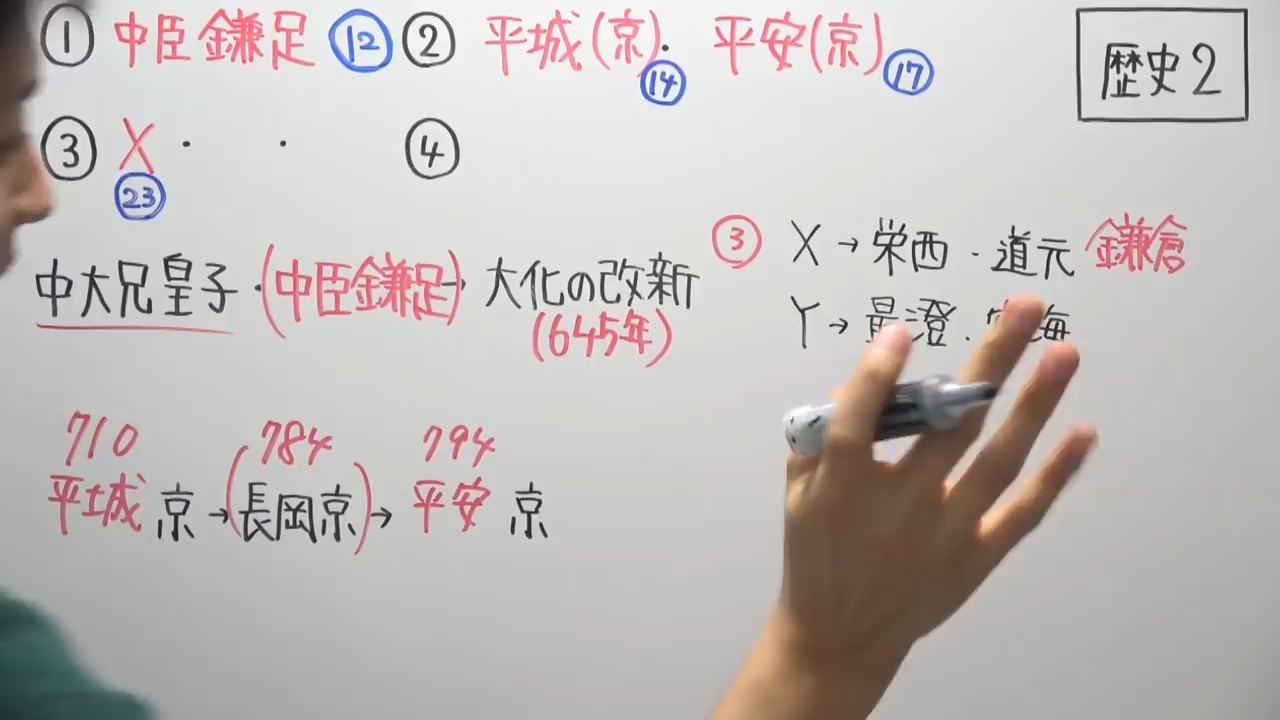 ① 中臣鎌足 ⑫ ② 平城(京)・ 平安(京)
⑭ ⑰
歴史2
③ X ・ ・ ④
㉓
中大兄皇子・(中臣鎌足)→ 大化の改新
(645年)
③ X→栄西・道元 鎌倉
Y→最澄・海
710 784 794
平城京→(長岡京)→平安京